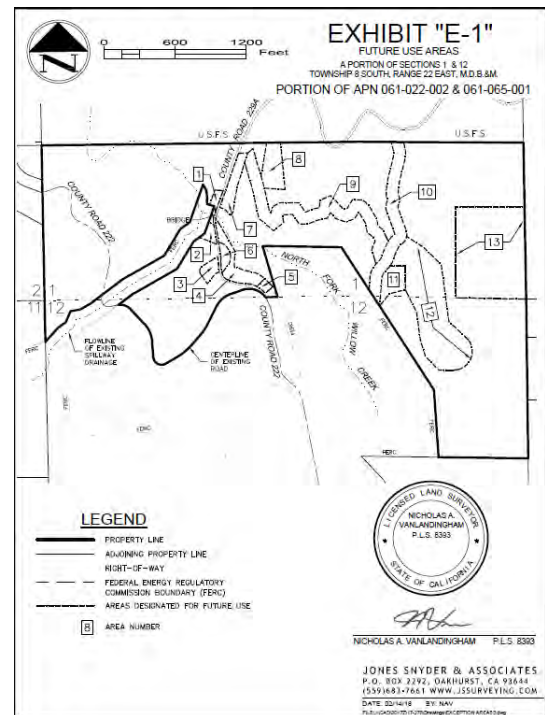 EXHIBIT "E-1"
FUTURE USE AREAS
A PORTION OF SECTIONS 1 & 12
TOWNSHIP 8 SOUTH, RANGE 22 EAST, M.D.B.&M.
PORTION OF APN 061-022-002 & 061-065-001
0 600 1200
Feet
N
U.S.F.S
U.S.F.S
COUNTY ROAD 229A
COUNTY ROAD 222
BRIDGE
FERC
1
2
3
4
5
6
7
8
9
10
11
12
13
2 1
11 12
1
12
NORTH
FORK
WILLOW
CREEK
COUNTY ROAD 222
FLOWLINE
OF EXISTING
SPILLWAY
DRAINAGE
CENTERLINE
OF EXISTING
ROAD
FERC
FERC
FERC
FERC
FERC
FERC
FERC
LEGEND
PROPERTY LINE
ADJOINING PROPERTY LINE
RIGHT-OF-WAY
FEDERAL ENERGY REGULATORY
COMMISSION BOUNDARY (FERC)
AREAS DESIGNATED FOR FUTURE USE
8 AREA NUMBER
LICENSED LAND SURVEYOR
NICHOLAS A.
VANLANDINGHAM
P.L.S. 8393
STATE OF CALIFORNIA
NICHOLAS A. VANLANDINGHAM P.L.S. 8393
JONES SNYDER & ASSOCIATES
P.O. BOX 2292, OAKHURST, CA 93644
(559)683-7661 WWW.JSSURVEYING.COM
DATE: 02/14/18 BY: NAV